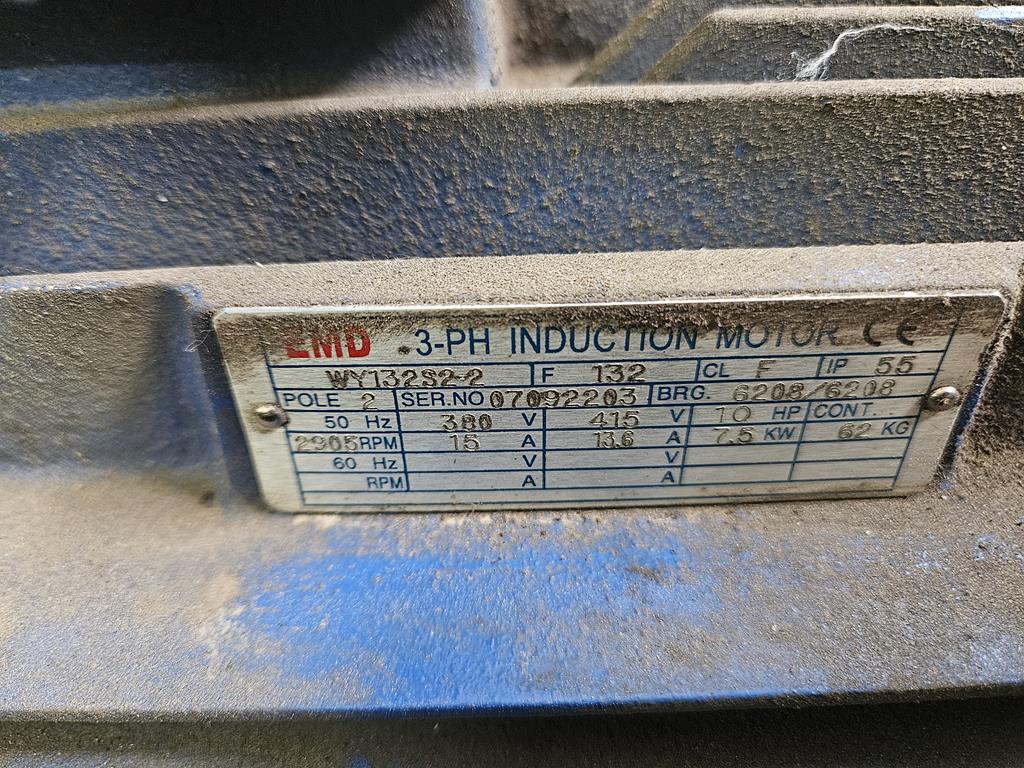 EMD 3-PH INDUCTION MOTOR CE
WY132S2-2 F 132 CL F IP 55
POLE 2 SER.NO 07092203 BRG. 6208/6208
50 Hz 380 V 415 V 10 HP CONT.
2905 RPM 15 A 13.6 A 7.5 KW 62 KG
60 Hz V V
RPM A A